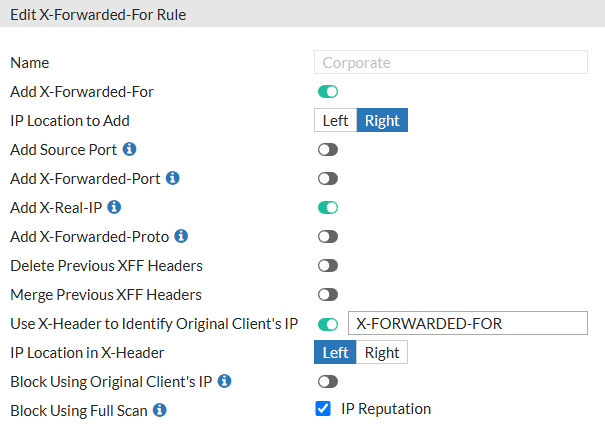 Edit X-Forwarded-For Rule
Name Corporate
Add X-Forwarded-For
IP Location to Add Left Right
Add Source Port
Add X-Forwarded-Port
Add X-Real-IP
Add X-Forwarded-Proto
Delete Previous XFF Headers
Merge Previous XFF Headers
Use X-Header to Identify Original Client's IP X-FORWARDED-FOR
IP Location in X-Header Left Right
Block Using Original Client's IP
Block Using Full Scan IP Reputation